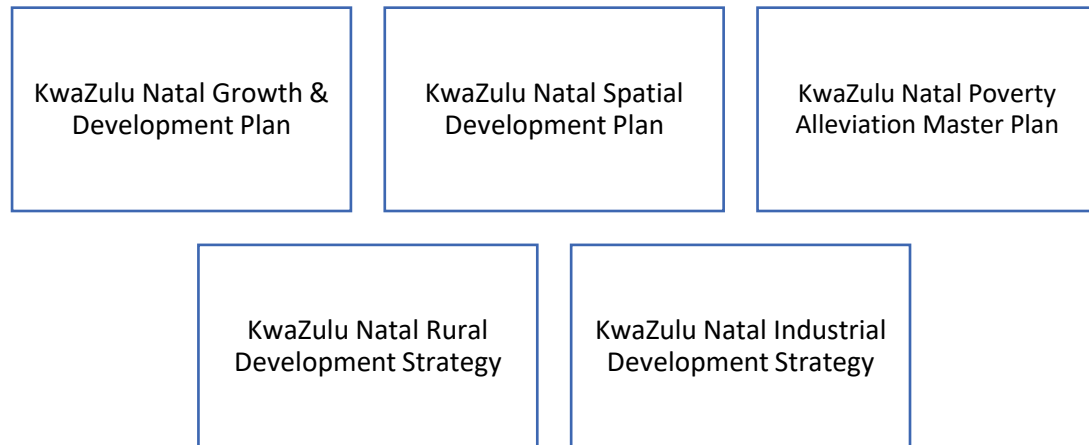 KwaZulu Natal Growth &
Development Plan
KwaZulu Natal Spatial
Development Plan
KwaZulu Natal Poverty
Alleviation Master Plan
KwaZulu Natal Rural
Development Strategy
KwaZulu Natal Industrial
Development Strategy